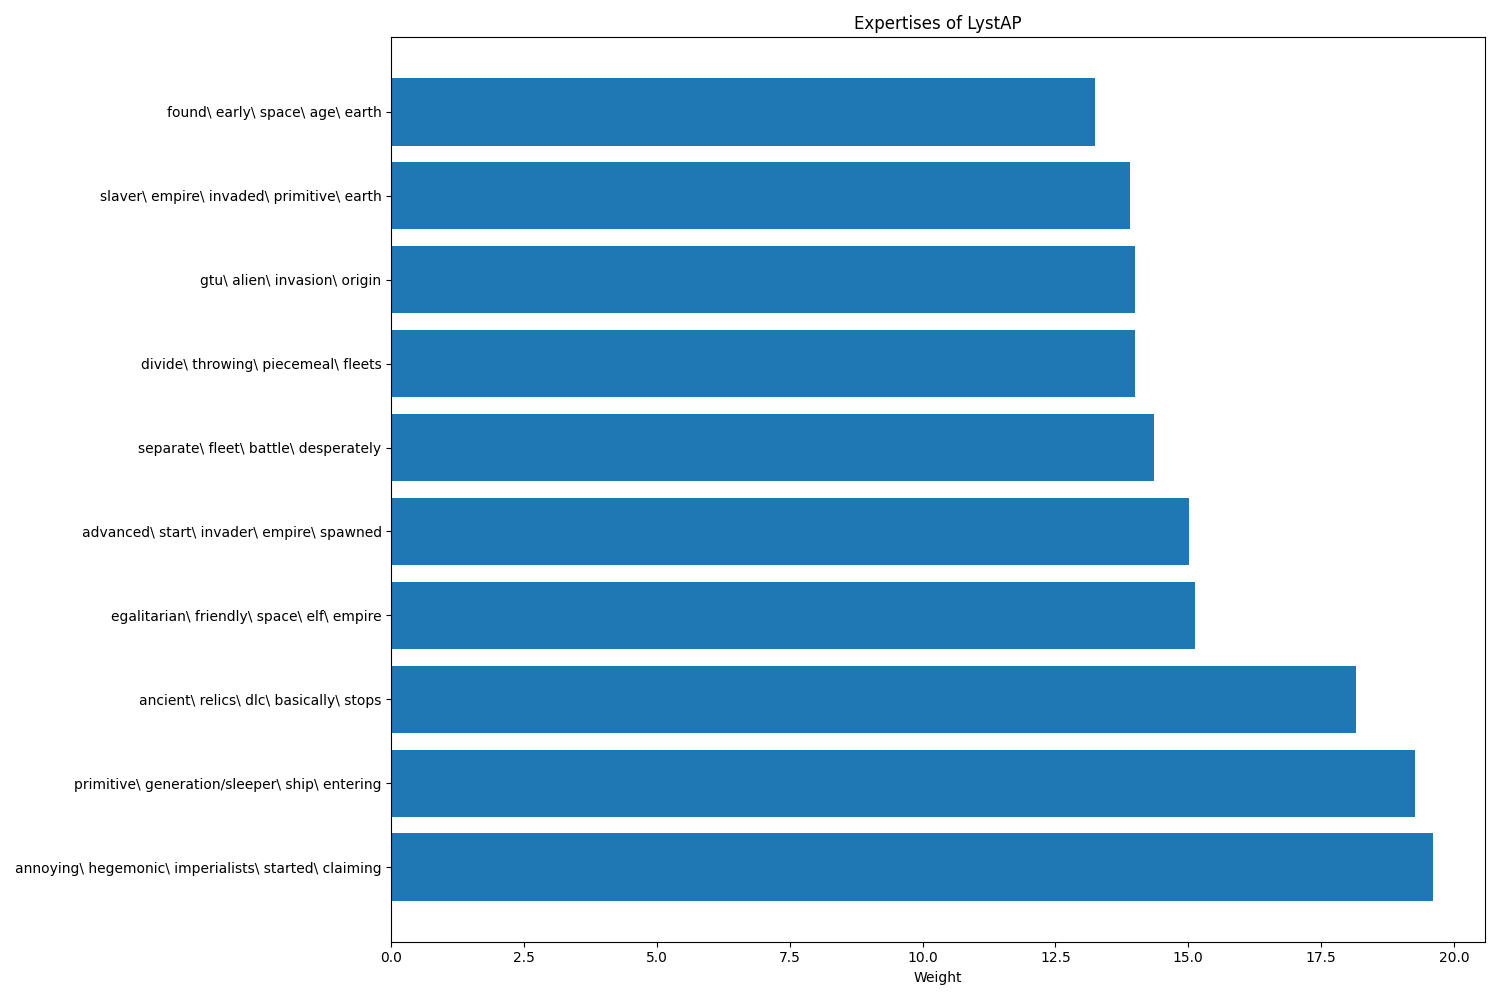 Expertises of LystAP
found\ early\ space\ age\ earth
slaver\ empire\ invaded\ primitive\ earth
gtu\ alien\ invasion\ origin
divide\ throwing\ piecemeal\ fleets
separate\ fleet\ battle\ desperately
advanced\ start\ invader\ empire\ spawned
egalitarian\ friendly\ space\ elf\ empire
ancient\ relics\ dlc\ basically\ stops
primitive\ generation/sleeper\ ship\ entering
annoying\ hegemonic\ imperialists\ started\ claiming
0.0 2.5 5.0 7.5 10.0 12.5 15.0 17.5 20.0
Weight